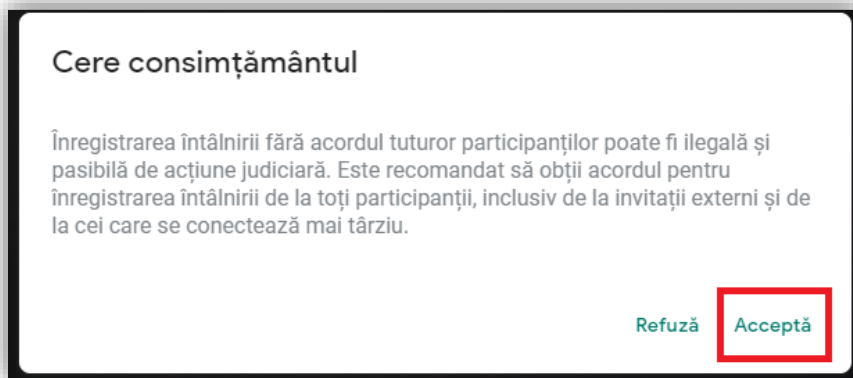 Cere consimțământul
Înregistrarea întâlnirii fără acordul tuturor participanților poate fi ilegală și
pasibilă de acțiune judiciară. Este recomandat să obții acordul pentru
înregistrarea întâlnirii de la toți participanții, inclusiv de la invitații externi și de
la cei care se conectează mai târziu.
Refuză Acceptă